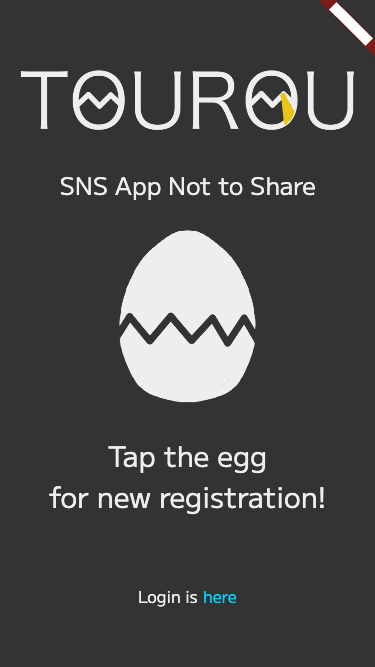 TOUROU
SNS App Not to Share
Tap the egg
for new registration!
Login is here